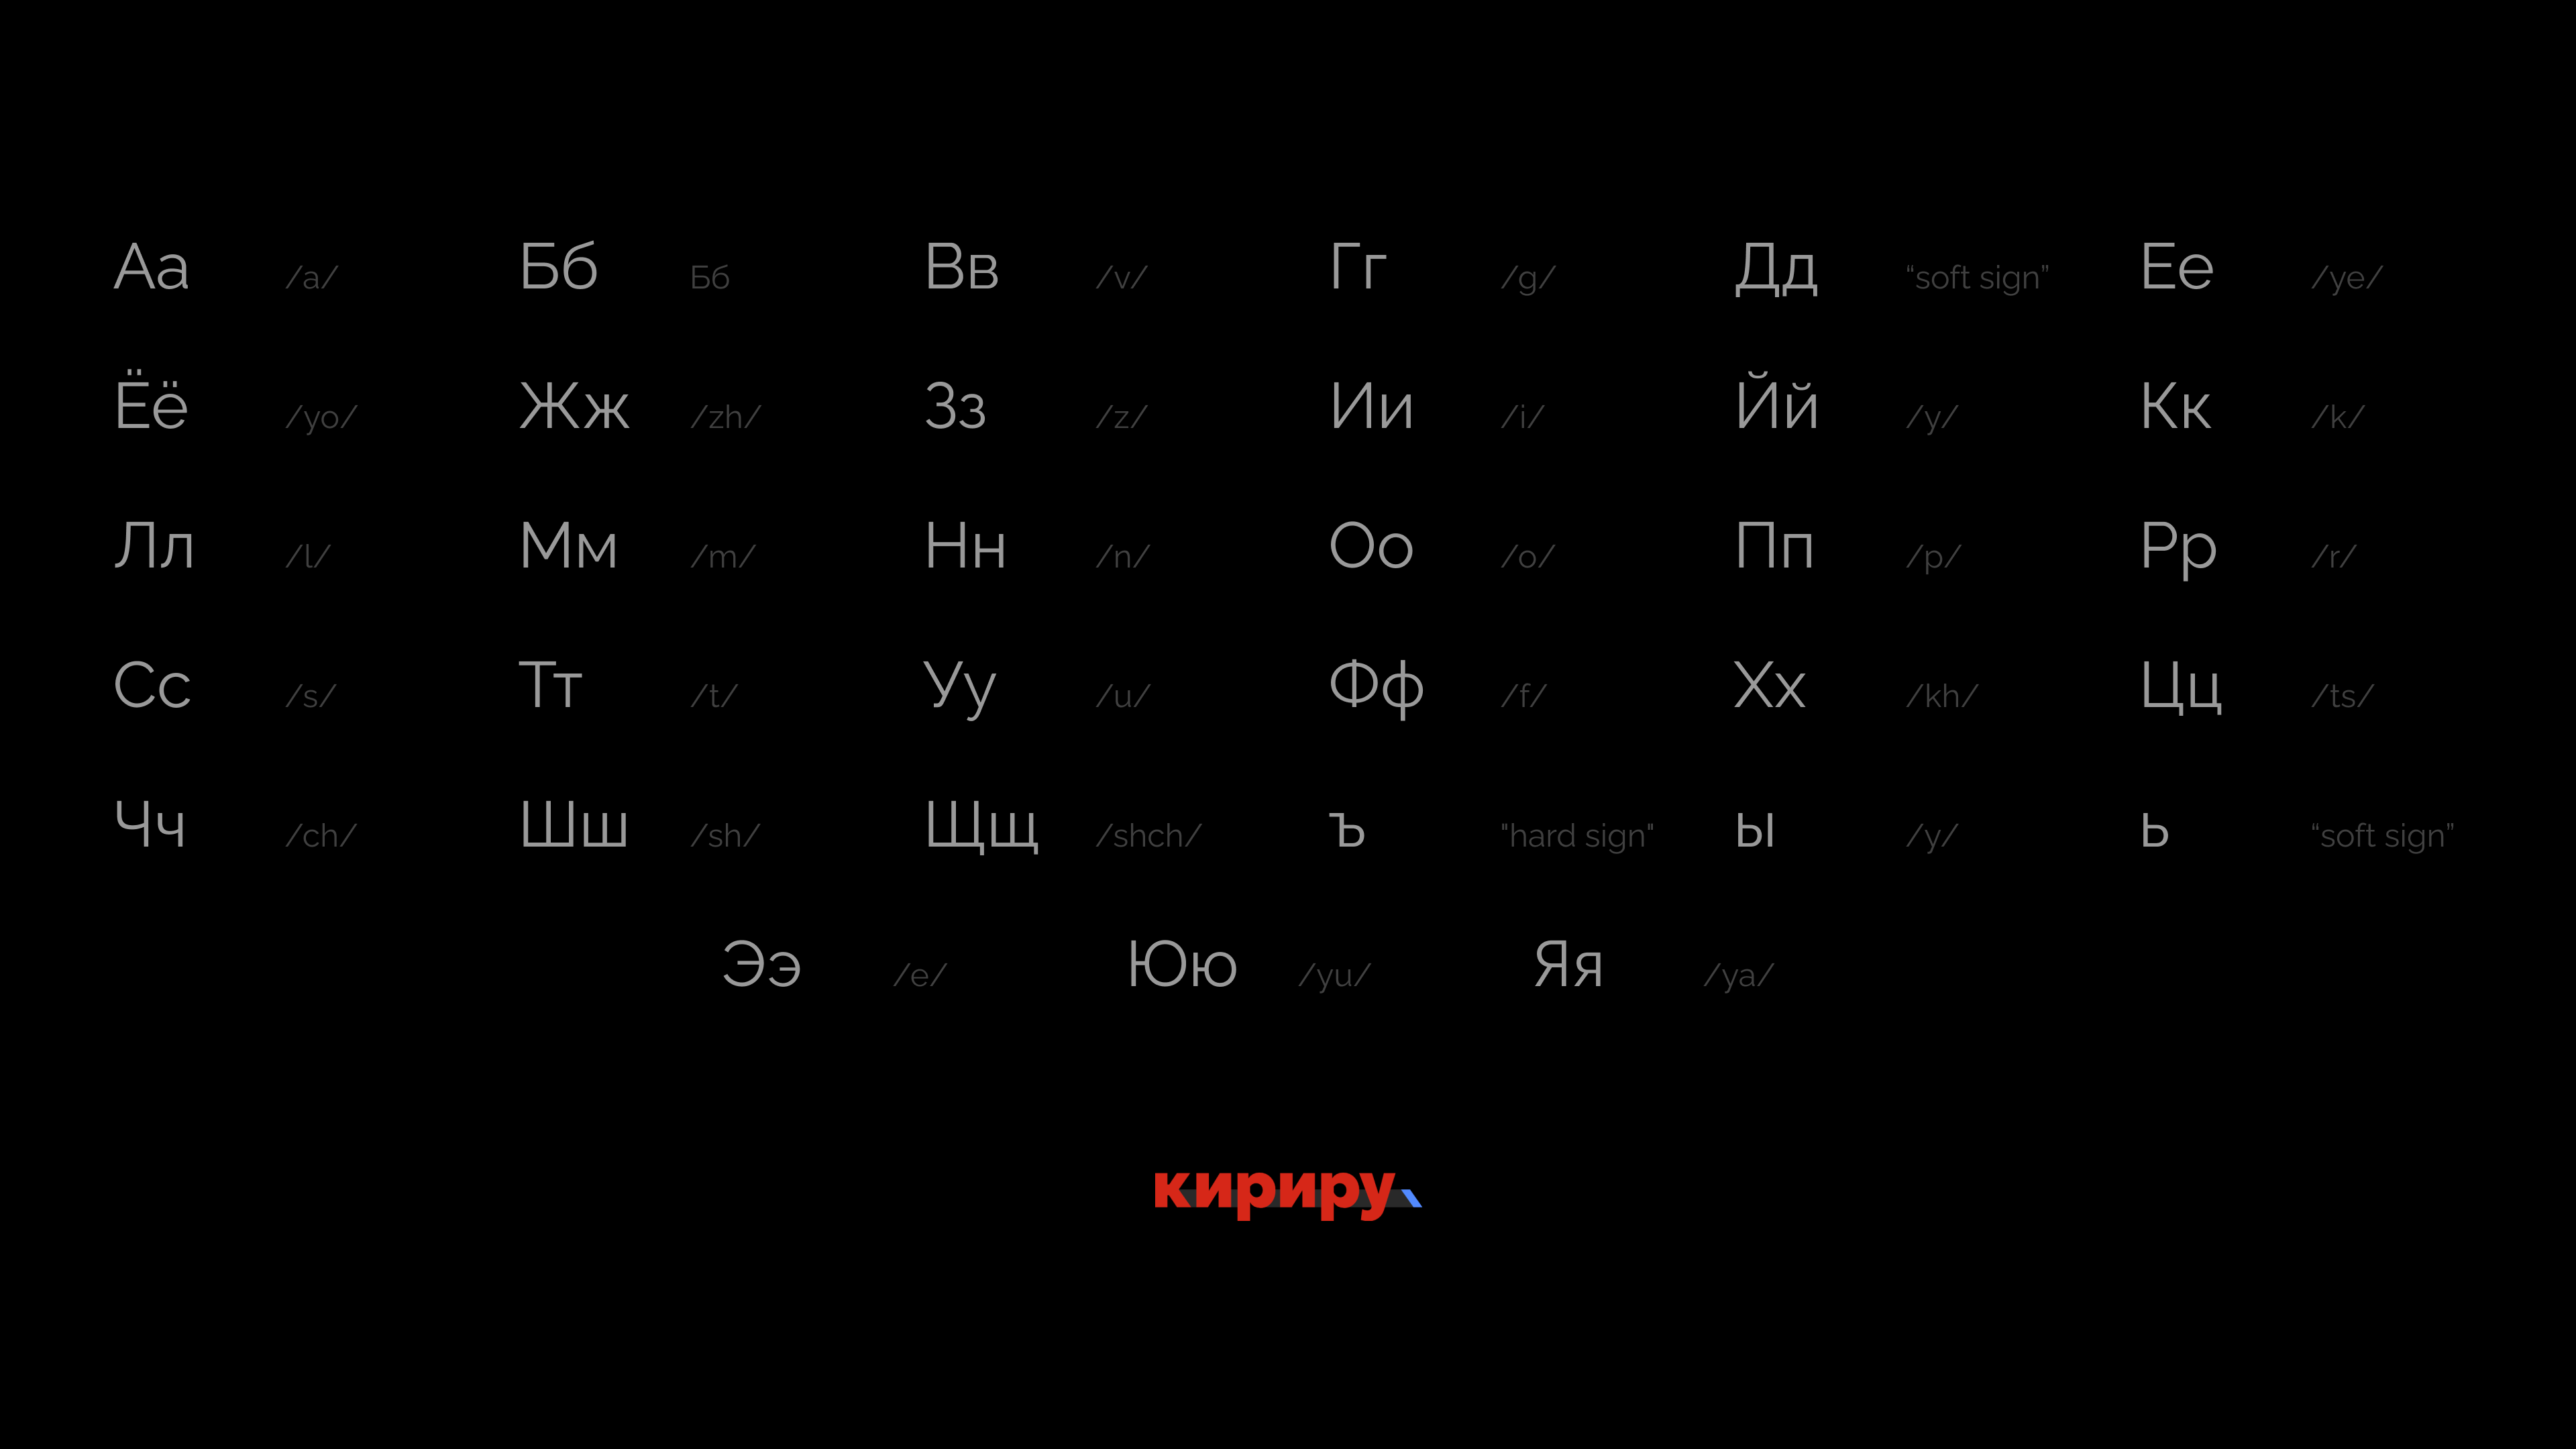 Аа /a/ Бб Бб Вв /v/ Гг /g/ Дд “soft sign” Ее /ye/
Ёё /yo/ Жж /zh/ Зз /z/ Ии /i/ Йй /y/ Кк /k/
Лл /l/ Мм /m/ Нн /n/ Оо /o/ Пп /p/ Рр /r/
Сс /s/ Тт /t/ Уу /u/ Фф /f/ Хх /kh/ Цц /ts/
Чч /ch/ Шш /sh/ Щщ /shch/ ъ "hard sign" ы /y/ ь “soft sign”
Ээ /e/ Юю /yu/ Яя /ya/
кириру